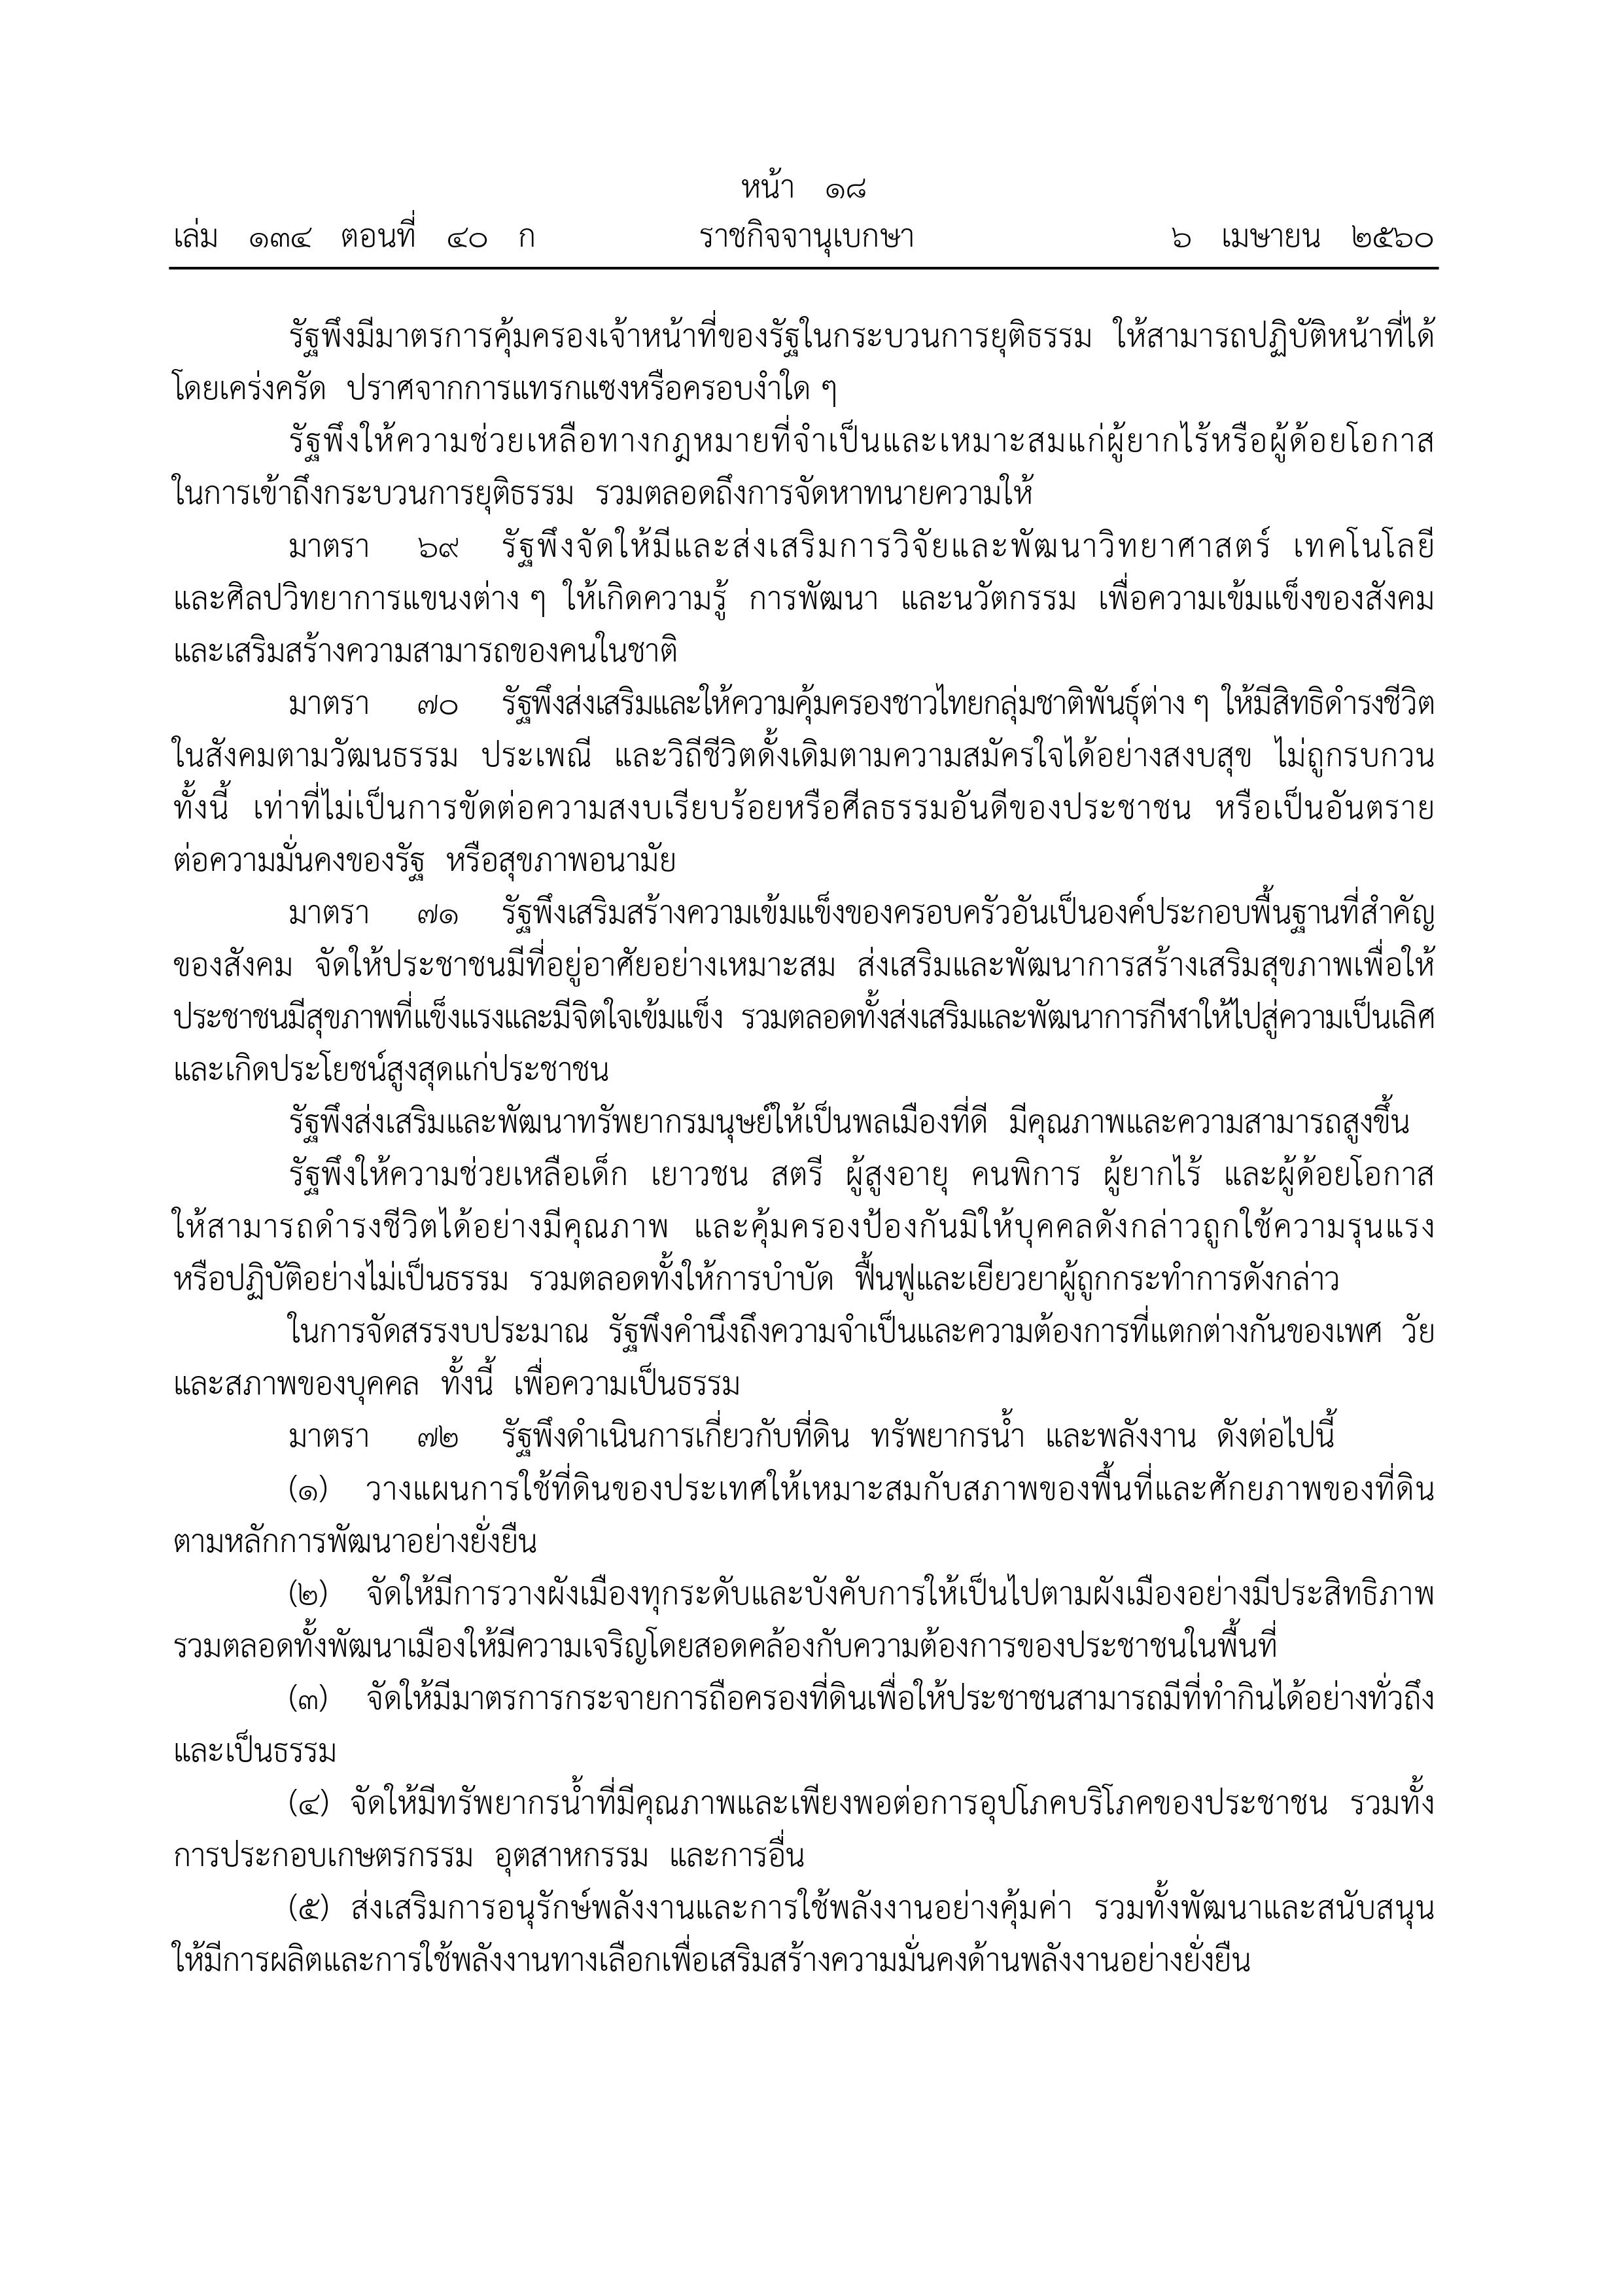 หน้า ๑๘
เล่ม ๑๓๔ ตอนที่ ๔๐ ก ราชกิจจานุเบกษา ๖ เมษายน ๒๕๖๐
รัฐพึงมีมาตรการคุ้มครองเจ้าหน้าที่ของรัฐในกระบวนการยุติธรรม ให้สามารถปฏิบัติหน้าที่ได้
โดยเคร่งครัด ปราศจากการแทรกแซงหรือครอบงำใด ๆ
รัฐพึงให้ความช่วยเหลือทางกฎหมายที่จำเป็นและเหมาะสมแก่ผู้ยากไร้หรือผู้ด้อยโอกาส
ในการเข้าถึงกระบวนการยุติธรรม รวมตลอดถึงการจัดหาทนายความให้
มาตรา ๖๙ รัฐพึงจัดให้มีและส่งเสริมการวิจัยและพัฒนาวิทยาศาสตร์ เทคโนโลยี
และศิลปวิทยาการแขนงต่าง ๆ ให้เกิดความรู้ การพัฒนา และนวัตกรรม เพื่อความเข้มแข็งของสังคม
และเสริมสร้างความสามารถของคนในชาติ
มาตรา ๗๐ รัฐพึงส่งเสริมและให้ความคุ้มครองชาวไทยกลุ่มชาติพันธุ์ต่าง ๆ ให้มีสิทธิดำรงชีวิต
ในสังคมตามวัฒนธรรม ประเพณี และวิถีชีวิตดั้งเดิมตามความสมัครใจได้อย่างสงบสุข ไม่ถูกรบกวน
ทั้งนี้ เท่าที่ไม่เป็นการขัดต่อความสงบเรียบร้อยหรือศีลธรรมอันดีของประชาชน หรือเป็นอันตราย
ต่อความมั่นคงของรัฐ หรือสุขภาพอนามัย
มาตรา ๗๑ รัฐพึงเสริมสร้างความเข้มแข็งของครอบครัวอันเป็นองค์ประกอบพื้นฐานที่สำคัญ
ของสังคม จัดให้ประชาชนมีที่อยู่อาศัยอย่างเหมาะสม ส่งเสริมและพัฒนาการสร้างเสริมสุขภาพเพื่อให้
ประชาชนมีสุขภาพที่แข็งแรงและมีจิตใจเข้มแข็ง รวมตลอดทั้งส่งเสริมและพัฒนาการกีฬาให้ไปสู่ความเป็นเลิศ
และเกิดประโยชน์สูงสุดแก่ประชาชน
รัฐพึงส่งเสริมและพัฒนาทรัพยากรมนุษย์ให้เป็นพลเมืองที่ดี มีคุณภาพและความสามารถสูงขึ้น
รัฐพึงให้ความช่วยเหลือเด็ก เยาวชน สตรี ผู้สูงอายุ คนพิการ ผู้ยากไร้ และผู้ด้อยโอกาส
ให้สามารถดำรงชีวิตได้อย่างมีคุณภาพ และคุ้มครองป้องกันมิให้บุคคลดังกล่าวถูกใช้ความรุนแรง
หรือปฏิบัติอย่างไม่เป็นธรรม รวมตลอดทั้งให้การบำบัด ฟื้นฟูและเยียวยาผู้ถูกกระทำการดังกล่าว
ในการจัดสรรงบประมาณ รัฐพึงคำนึงถึงความจำเป็นและความต้องการที่แตกต่างกันของเพศ วัย
และสภาพของบุคคล ทั้งนี้ เพื่อความเป็นธรรม
มาตรา ๗๒ รัฐพึงดำเนินการเกี่ยวกับที่ดิน ทรัพยากรน้ำ และพลังงาน ดังต่อไปนี้
(๑) วางแผนการใช้ที่ดินของประเทศให้เหมาะสมกับสภาพของพื้นที่และศักยภาพของที่ดิน
ตามหลักการพัฒนาอย่างยั่งยืน
(๒) จัดให้มีการวางผังเมืองทุกระดับและบังคับการให้เป็นไปตามผังเมืองอย่างมีประสิทธิภาพ
รวมตลอดทั้งพัฒนาเมืองให้มีความเจริญโดยสอดคล้องกับความต้องการของประชาชนในพื้นที่
(๓) จัดให้มีมาตรการกระจายการถือครองที่ดินเพื่อให้ประชาชนสามารถมีที่ทำกินได้อย่างทั่วถึง
และเป็นธรรม
(๔) จัดให้มีทรัพยากรน้ำที่มีคุณภาพและเพียงพอต่อการอุปโภคบริโภคของประชาชน รวมทั้ง
การประกอบเกษตรกรรม อุตสาหกรรม และการอื่น
(๕) ส่งเสริมการอนุรักษ์พลังงานและการใช้พลังงานอย่างคุ้มค่า รวมทั้งพัฒนาและสนับสนุน
ให้มีการผลิตและการใช้พลังงานทางเลือกเพื่อเสริมสร้างความมั่นคงด้านพลังงานอย่างยั่งยืน